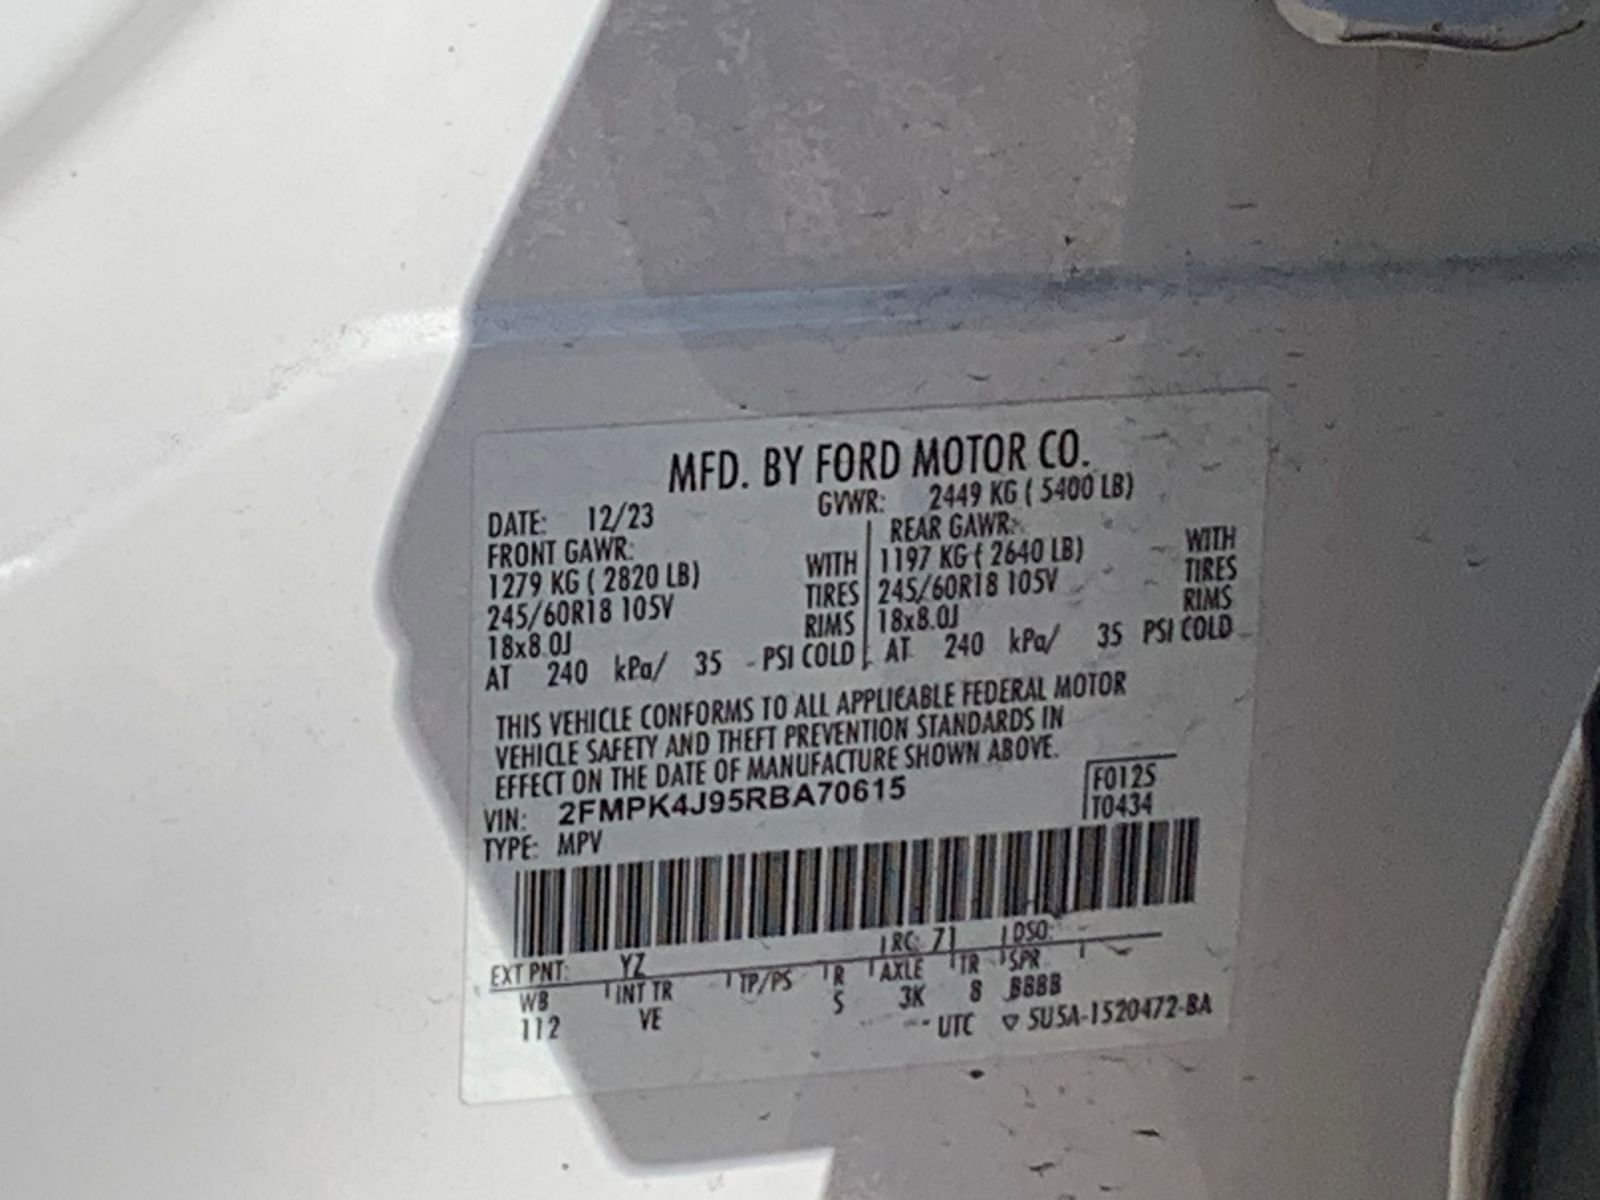 MFD. BY FORD MOTOR CO.
DATE: 12/23 GVWR: 2449 KG ( 5400 LB)
FRONT GAWR: REAR GAWR:
1279 KG ( 2820 LB) WITH 1197 KG ( 2640 LB) WITH
245/60R18 105V TIRES 245/60R18 105V TIRES
18x8.0J RIMS 18x8.0J RIMS
AT 240 kPa/ 35 PSI COLD AT 240 kPa/ 35 PSI COLD
THIS VEHICLE CONFORMS TO ALL APPLICABLE FEDERAL MOTOR
VEHICLE SAFETY AND THEFT PREVENTION STANDARDS IN
EFFECT ON THE DATE OF MANUFACTURE SHOWN ABOVE.
VIN: 2FMPK4J95RBA70615 F0125
TYPE: MPV T0434
EXT PNT: YZ RC: 71 DSO:
WB INT TR TP/PS R AXLE TR SPR
112 VE S 3K 8 BBBB
UTC ▽ 5U5A-1520472-BA